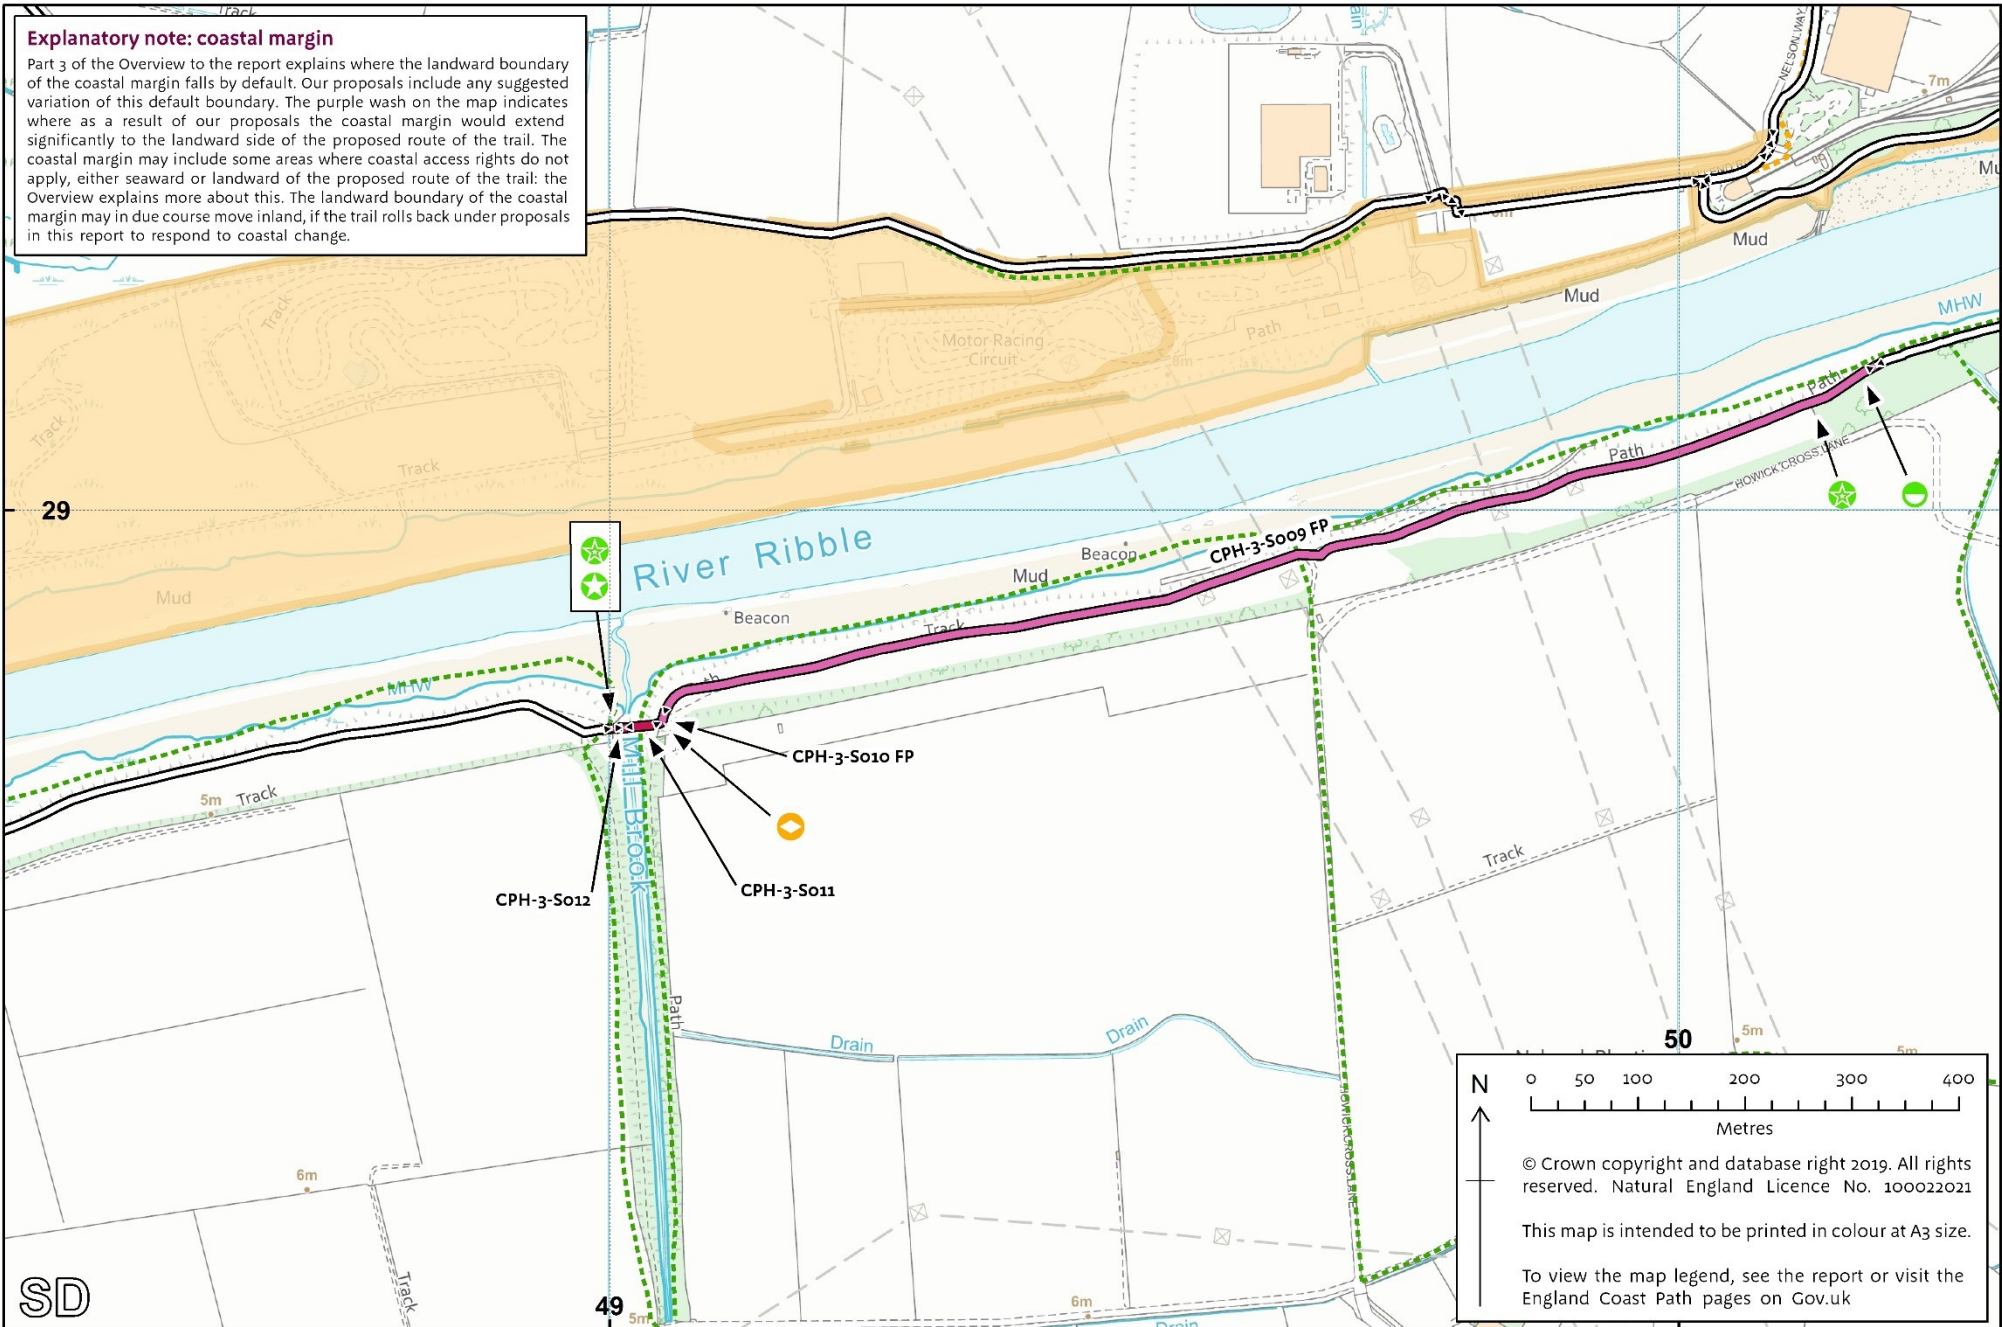 Track
Explanatory note: coastal margin
Part 3 of the Overview to the report explains where the landward boundary
of the coastal margin falls by default. Our proposals include any suggested
variation of this default boundary. The purple wash on the map indicates
where as a result of our proposals the coastal margin would extend
significantly to the landward side of the proposed route of the trail. The
coastal margin may include some areas where coastal access rights do not
apply, either seaward or landward of the proposed route of the trail: the
Overview explains more about this. The landward boundary of the coastal
margin may in due course move inland, if the trail rolls back under proposals
in this report to respond to coastal change.
NELSON WAY
7m
Mud
Mud
MHW
Track
Motor Racing
Circuit
Path
8m
Track
Track
Path
Path
HOWICK CROSS LANE
29
River Ribble
CPH-3-S009 FP
Beacon
Mud
Mud
Beacon
Track
MHW
CPH-3-S010 FP
5m
Track
Mill Brook
CPH-3-S012
CPH-3-S011
Track
Path
Drain
Drain
50
5m
5m
HOWICK CROSS LANE
N
0 50 100 200 300 400
Metres
© Crown copyright and database right 2019. All rights
reserved. Natural England Licence No. 100022021
This map is intended to be printed in colour at A3 size.
To view the map legend, see the report or visit the
England Coast Path pages on Gov.uk
6m
Track
SD
49
5m
6m
Drain